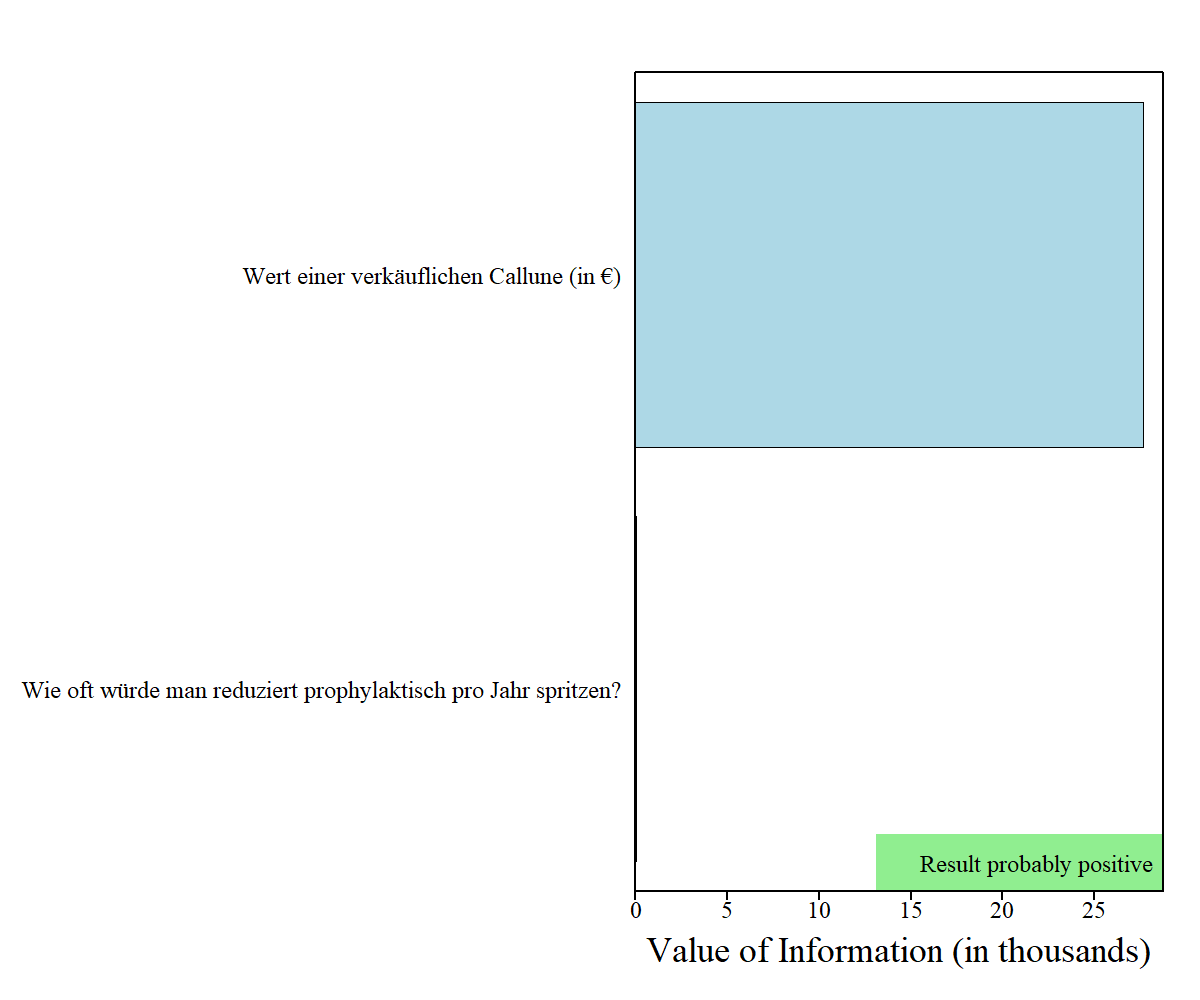 Wert einer verkäuflichen Callune (in €)
Wie oft würde man reduziert prophylaktisch pro Jahr spritzen?
Result probably positive
0 5 10 15 20 25
Value of Information (in thousands)